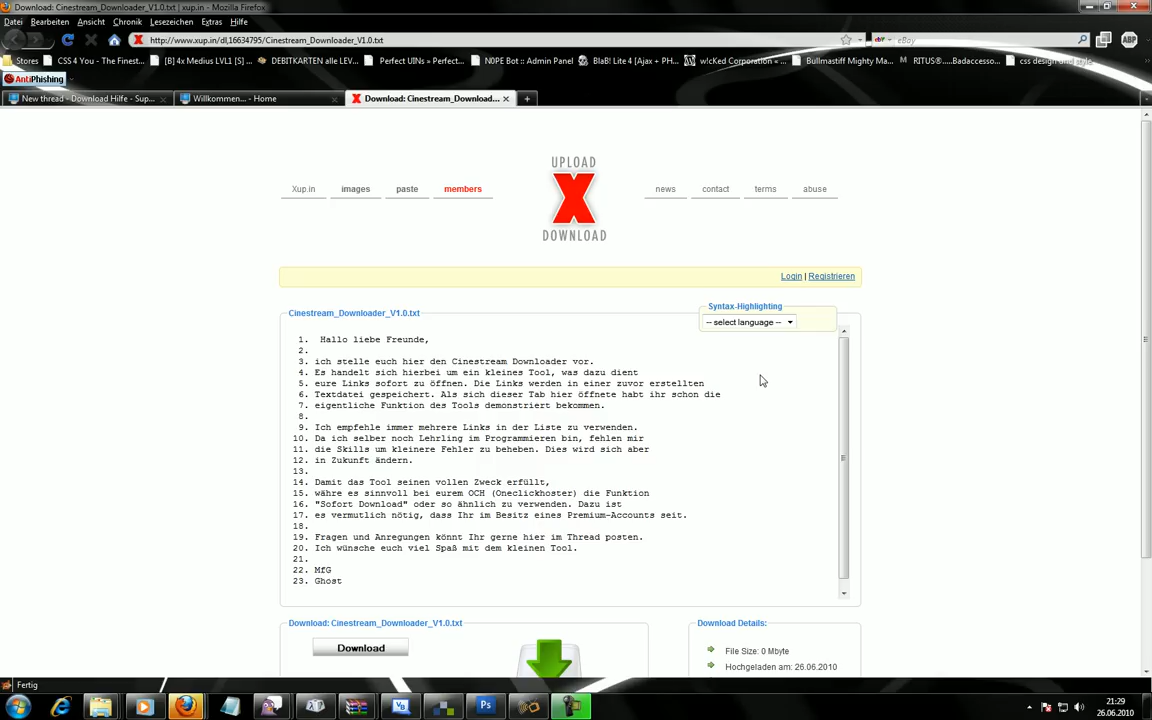 Download: Cinestream_Downloader_V1.0.txt | xup.in - Mozilla Firefox
Datei Bearbeiten Ansicht Chronik Lesezeichen Extras Hilfe
http://www.xup.in/dl,16634795/Cinestream_Downloader_V1.0.txt
eBay
ABP
Stores CSS 4 You - The Finest... [B] 4x Medius LVL1 [S] ... DEBITKARTEN alle LEV... Perfect UINs » Perfect... N0PE Bot :: Admin Panel BlaB! Lite 4 [Ajax + PH... w!cKed Corporation «... Bullmastiff Mighty Ma... RITUS®.....Badaccesso... css design und style
AntiPhishing
New thread - Download Hilfe - Sup... Willkommen... - Home Download: Cinestream_Download...
UPLOAD
X
DOWNLOAD
Xup.in images paste members news contact terms abuse
Login | Registrieren
Cinestream_Downloader_V1.0.txt
Syntax-Highlighting
-- select language --
1. Hallo liebe Freunde,
2.
3. ich stelle euch hier den Cinestream Downloader vor.
4. Es handelt sich hierbei um ein kleines Tool, was dazu dient
5. eure Links sofort zu öffnen. Die Links werden in einer zuvor erstellten
6. Textdatei gespeichert. Als sich dieser Tab hier öffnete habt ihr schon die
7. eigentliche Funktion des Tools demonstriert bekommen.
8.
9. Ich empfehle immer mehrere Links in der Liste zu verwenden.
10. Da ich selber noch Lehrling im Programmieren bin, fehlen mir
11. die Skills um kleinere Fehler zu beheben. Dies wird sich aber
12. in Zukunft ändern.
13.
14. Damit das Tool seinen vollen Zweck erfüllt,
15. währe es sinnvoll bei eurem OCH (Oneclickhoster) die Funktion
16. "Sofort Download" oder so ähnlich zu verwenden. Dazu ist
17. es vermutlich nötig, dass Ihr im Besitz eines Premium-Accounts seit.
18.
19. Fragen und Anregungen könnt Ihr gerne hier im Thread posten.
20. Ich wünsche euch viel Spaß mit dem kleinen Tool.
21.
22. MfG
23. Ghost
Download: Cinestream_Downloader_V1.0.txt
Download
Download Details:
File Size: 0 Mbyte
Hochgeladen am: 26.06.2010
Fertig
21:29
26.06.2010